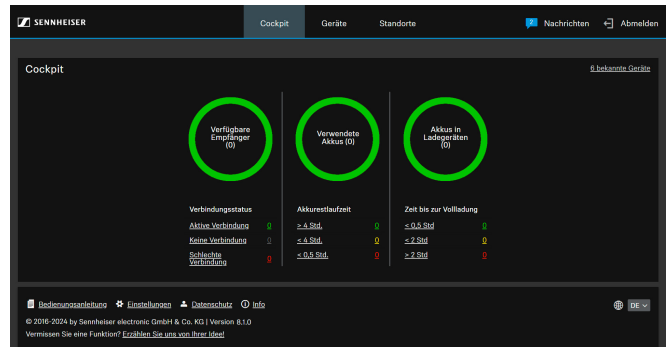 SENNHEISER
Cockpit Geräte Standorte
Nachrichten Abmelden
Cockpit
6 bekannte Geräte
Verfügbare
Empfänger
(0)
Verwendete
Akkus (0)
Akkus in
Ladegeräten
(0)
Verbindungsstatus
Aktive Verbindung 0
Keine Verbindung 0
Schlechte
Verbindung 0
Akkurestlaufzeit
> 4 Std. 0
< 4 Std. 0
< 0,5 Std. 0
Zeit bis zur Vollladung
< 0,5 Std 0
< 2 Std 0
> 2 Std 0
Bedienungsanleitung Einstellungen Datenschutz Info
DE
© 2016-2024 by Sennheiser electronic GmbH & Co. KG | Version 8.1.0
Vermissen Sie eine Funktion? Erzählen Sie uns von Ihrer Idee!